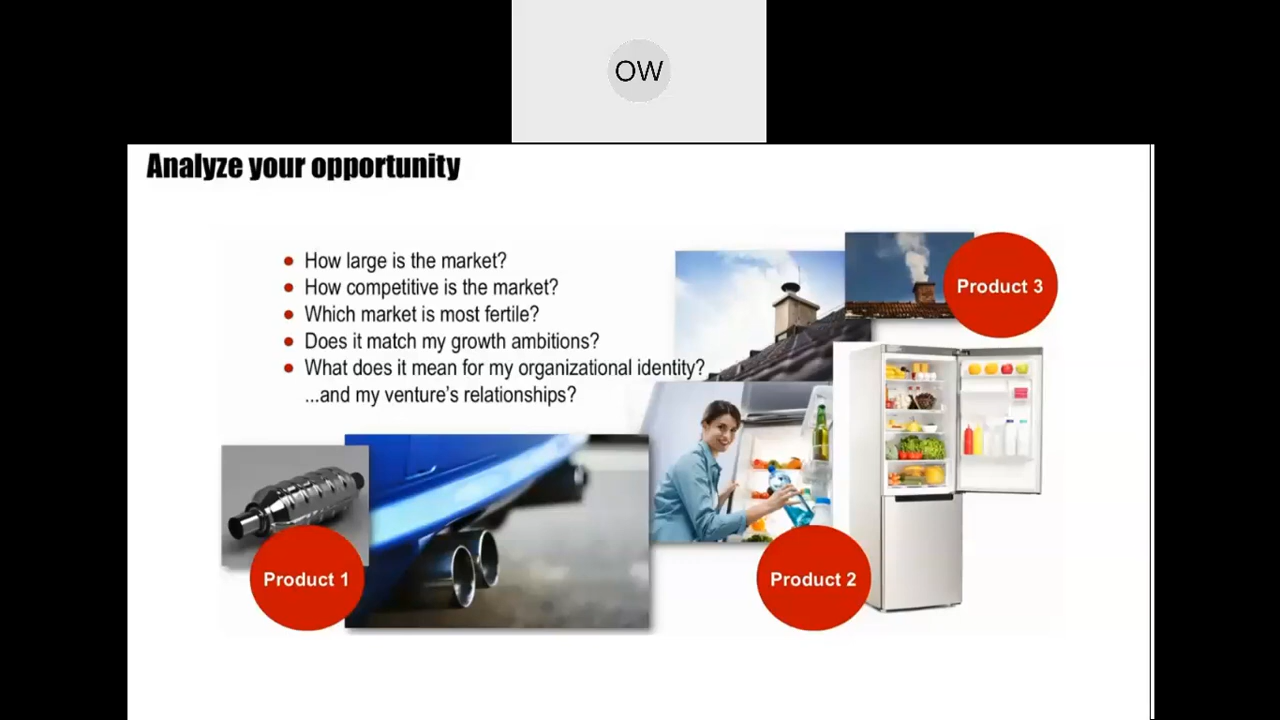 OW
Analyze your opportunity
How large is the market?
How competitive is the market?
Which market is most fertile?
Does it match my growth ambitions?
What does it mean for my organizational identity?
...and my venture's relationships?
Product 3
Product 1
Product 2